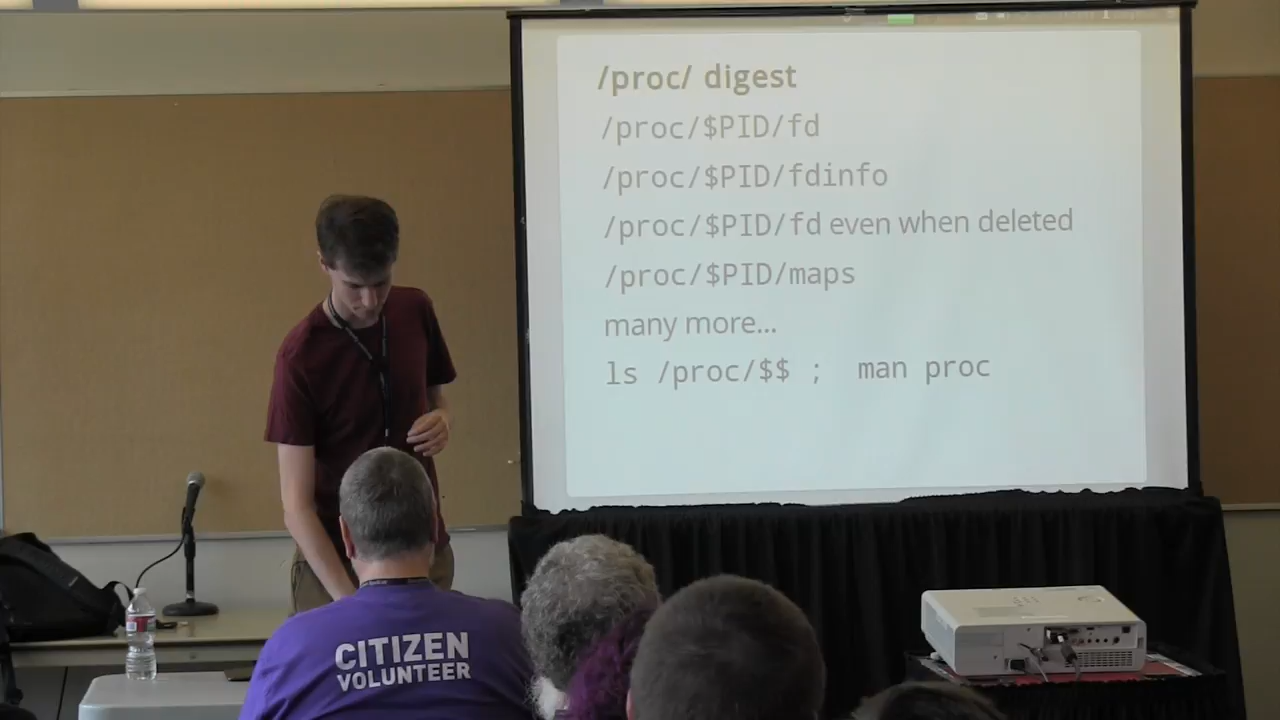 /proc/ digest
/proc/$PID/fd
/proc/$PID/fdinfo
/proc/$PID/fd even when deleted
/proc/$PID/maps
many more...
ls /proc/$$ ;  man proc
CITIZEN
VOLUNTEER